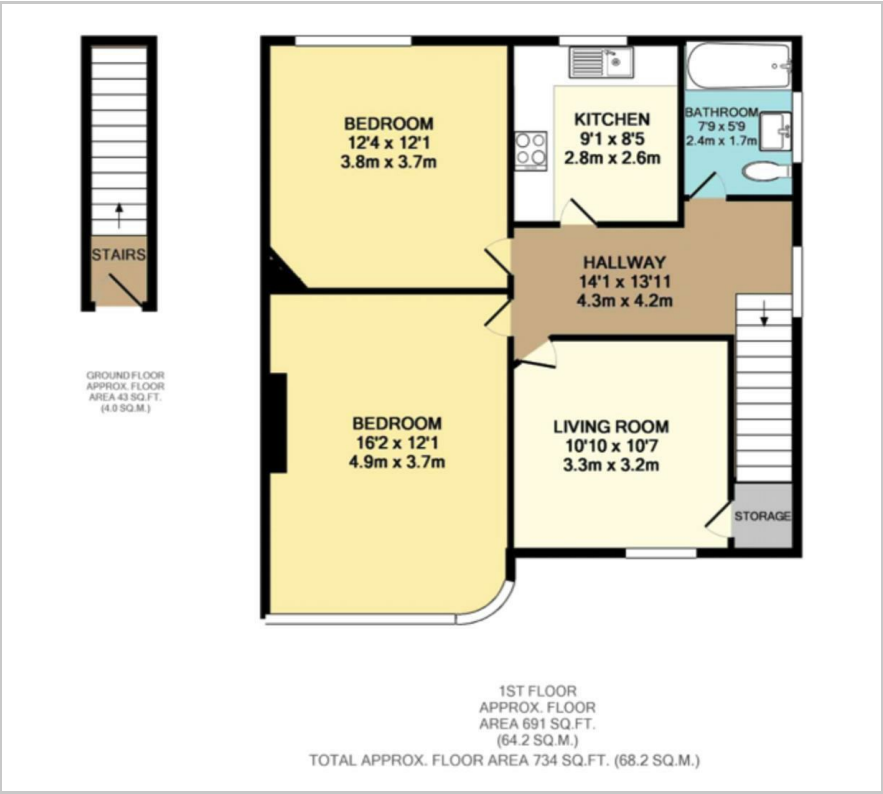 BEDROOM
12'4 x 12'1
3.8m x 3.7m
KITCHEN
9'1 x 8'5
2.8m x 2.6m
BATHROOM
7'9 x 5'9
2.4m x 1.7m
STAIRS
HALLWAY
14'1 x 13'11
4.3m x 4.2m
GROUND FLOOR
APPROX. FLOOR
AREA 43 SQ.FT.
(4.0 SQ.M.)
BEDROOM
16'2 x 12'1
4.9m x 3.7m
LIVING ROOM
10'10 x 10'7
3.3m x 3.2m
STORAGE
1ST FLOOR
APPROX. FLOOR
AREA 691 SQ.FT.
(64.2 SQ.M.)
TOTAL APPROX. FLOOR AREA 734 SQ.FT. (68.2 SQ.M.)